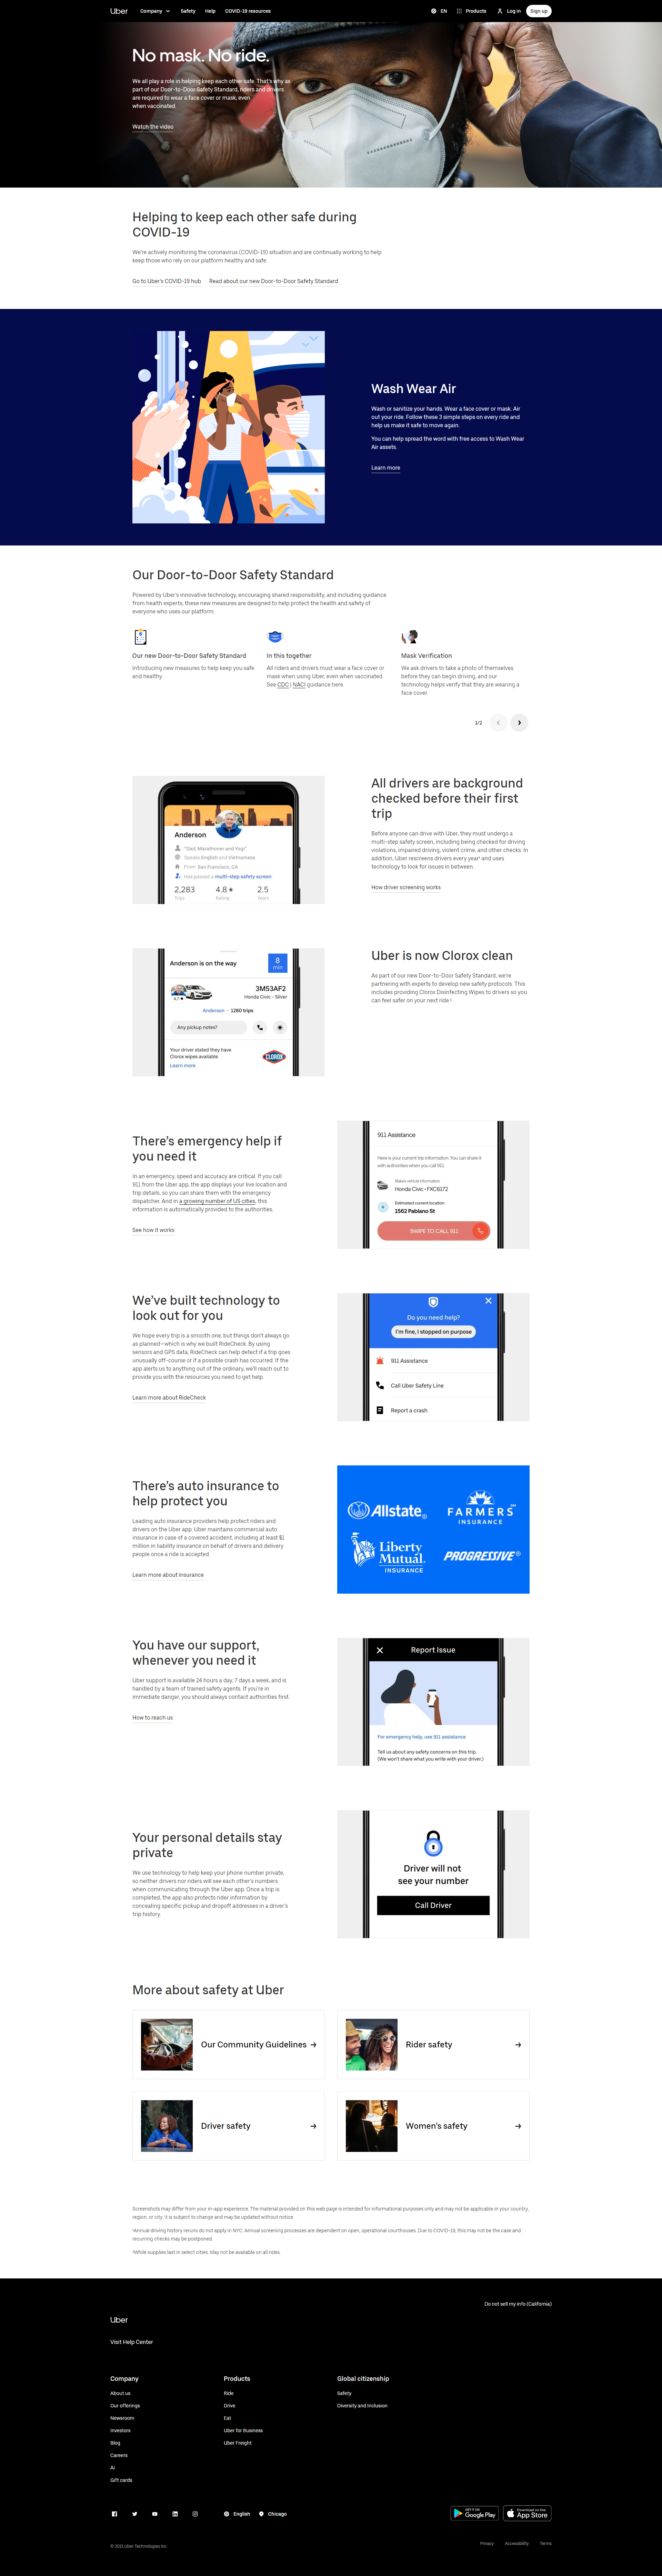 Uber
Company
Safety
Help
COVID-19 resources
EN
Products
Log in
Sign up
No mask. No ride.
We all play a role in helping keep each other safe. That's why as
part of our Door-to-Door Safety Standard, riders and drivers
are required to wear a face cover or mask, even
when vaccinated.
Watch the video
Helping to keep each other safe during
COVID-19
We're actively monitoring the coronavirus (COVID-19) situation and are continually working to help
keep those who rely on our platform healthy and safe.
Go to Uber's COVID-19 hub
Read about our new Door-to-Door Safety Standard
Wash Wear Air
Wash or sanitize your hands. Wear a face cover or mask. Air
out your ride. Follow these 3 simple steps on every ride and
help us make it safe to move again.
You can help spread the word with free access to Wash Wear
Air assets.
Learn more
Our Door-to-Door Safety Standard
Powered by Uber's innovative technology, encouraging shared responsibility, and including guidance
from health experts, these new measures are designed to help protect the health and safety of
everyone who uses our platform.
Our new Door-to-Door Safety Standard
Introducing new measures to help keep you safe
and healthy.
In this together
All riders and drivers must wear a face cover or
mask when using Uber, even when vaccinated.
See CDC | NACI guidance here.
Mask Verification
We ask drivers to take a photo of themselves
before they can begin driving, and our
technology helps verify that they are wearing a
face cover.
1/2
Anderson
"Dad, Marathoner and Yogi"
Speaks English and Vietnamese
From San Francisco, CA
Has passed a multi-step safety screen
2,283
4.8 ★
2.5
Trips
Rating
Years
All drivers are background
checked before their first
trip
Before anyone can drive with Uber, they must undergo a
multi-step safety screen, including being checked for driving
violations, impaired driving, violent crime, and other checks. In
addition, Uber rescreens drivers every year¹ and uses
technology to look for issues in between.
How driver screening works
Anderson is on the way
8
min
4.7 ★
3M53AF2
Honda Civic • Silver
Anderson • 1280 trips
Any pickup notes?
Your driver stated they have
Clorox wipes available
Learn more
CLOROX
Uber is now Clorox clean
As part of our new Door-to-Door Safety Standard, we're
partnering with experts to develop new safety protocols. This
includes providing Clorox Disinfecting Wipes to drivers so you
can feel safer on your next ride.²
There's emergency help if
you need it
In an emergency, speed and accuracy are critical. If you call
911 from the Uber app, the app displays your live location and
trip details, so you can share them with the emergency
dispatcher. And in a growing number of US cities, this
information is automatically provided to the authorities.
See how it works
911 Assistance
Here is your current trip information. You can share it
with authorities when you call 911.
Honda Civic • FXC6172
Estimated current location
1562 Pablano St
SWIPE TO CALL 911
We've built technology to
look out for you
We hope every trip is a smooth one, but things don't always go
as planned—which is why we built RideCheck. By using
sensors and GPS data, RideCheck can help detect if a trip goes
unusually off-course or if a possible crash has occurred. If the
app alerts us to anything out of the ordinary, we'll reach out to
provide you with the resources you need to get help.
Learn more about RideCheck
Do you need help?
I'm fine, I stopped on purpose
911 Assistance
Call Uber Safety Line
Report a crash
There's auto insurance to
help protect you
Leading auto insurance providers help protect riders and
drivers on the Uber app. Uber maintains commercial auto
insurance in case of a covered accident, including at least $1
million in liability insurance on behalf of drivers and delivery
people once a ride is accepted.
Learn more about insurance
Allstate®
FARMERS
INSURANCE
Liberty
Mutual.
INSURANCE
PROGRESSIVE®
You have our support,
whenever you need it
Uber support is available 24 hours a day, 7 days a week, and is
handled by a team of trained safety agents. If you're in
immediate danger, you should always contact authorities first.
How to reach us
Report Issue
For emergency help, use 911 assistance
Tell us about any safety concerns on this trip.
(We won't share what you write with your driver.)
Your personal details stay
private
We use technology to help keep your phone number private,
so neither drivers nor riders will see each other's numbers
when communicating through the Uber app. Once a trip is
completed, the app also protects rider information by
concealing specific pickup and dropoff addresses in a driver's
trip history.
Driver will not
see your number
Call Driver
More about safety at Uber
Our Community Guidelines
Rider safety
Driver safety
Women's safety
Screenshots may differ from your in-app experience. The material provided on this web page is intended for informational purposes only and may not be applicable in your country,
region, or city. It is subject to change and may be updated without notice.
¹Annual driving history reruns do not apply in NYC. Annual screening processes are dependent on open, operational courthouses. Due to COVID-19, this may not be the case and
recurring checks may be postponed.
²While supplies last in select cities. May not be available on all rides.
Do not sell my info (California)
Uber
Visit Help Center
Company
About us
Our offerings
Newsroom
Investors
Blog
Careers
AI
Gift cards
Products
Ride
Drive
Eat
Uber for Business
Uber Freight
Global citizenship
Safety
Diversity and Inclusion
English
Chicago
GET IT ON
Google Play
Download on the
App Store
© 2021 Uber Technologies Inc.
Privacy
Accessibility
Terms